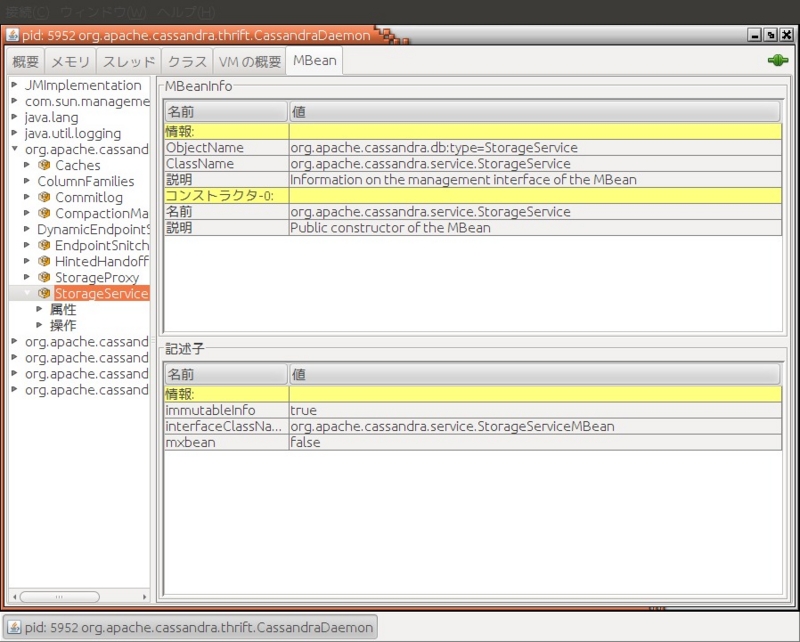 接続(C) ウィンドウ(W) ヘルプ(H)
pid: 5952 org.apache.cassandra.thrift.CassandraDaemon
概要 メモリ スレッド クラス VM の概要 MBean
JMImplementation
com.sun.manageme
java.lang
java.util.logging
org.apache.cassand
Caches
ColumnFamilies
Commitlog
CompactionMa
DynamicEndpointS
EndpointSnitch
HintedHandoff
StorageProxy
StorageService
属性
操作
org.apache.cassand
org.apache.cassand
org.apache.cassand
org.apache.cassand
MBeanInfo
名前 値
情報:
ObjectName org.apache.cassandra.db:type=StorageService
ClassName org.apache.cassandra.service.StorageService
説明 Information on the management interface of the MBean
コンストラクタ-0:
名前 org.apache.cassandra.service.StorageService
説明 Public constructor of the MBean
記述子
名前 値
情報:
immutableInfo true
interfaceClassNa... org.apache.cassandra.service.StorageServiceMBean
mxbean false
pid: 5952 org.apache.cassandra.thrift.CassandraDaemon